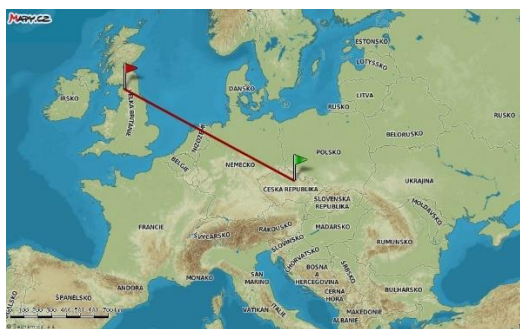 Mapy.cz
ESTONSKO
LOTYŠSKO
DÁNSKO
LITVA
RUSKO
RUSKO
IRSKO
VELKÁ BRITÁNIE
NIZOZEM
BĚLORUSKO
POLSKO
BELGIE
NĚMECKO
ČESKÁ REPUBLIKA
UKRAJINA
SLOVENSKÁ
REPUBLIKA
MOLDAVSKO
FRANCIE
ŠVÝCARSKO
RAKOUSKO
MAĎARSKO
SLOVINSKO
RUMUNSKO
CHORVATSKO
MONAKO
SAN
MARINO
BOSNA
A
HERCEGOVINA
SRBSKO
ČERNÁ
HORA
BULHARSKO
ANDORRA
ŠPANĚLSKO
VATIKÁN
ITÁLIE
MAKEDONIE
ALBÁNIE